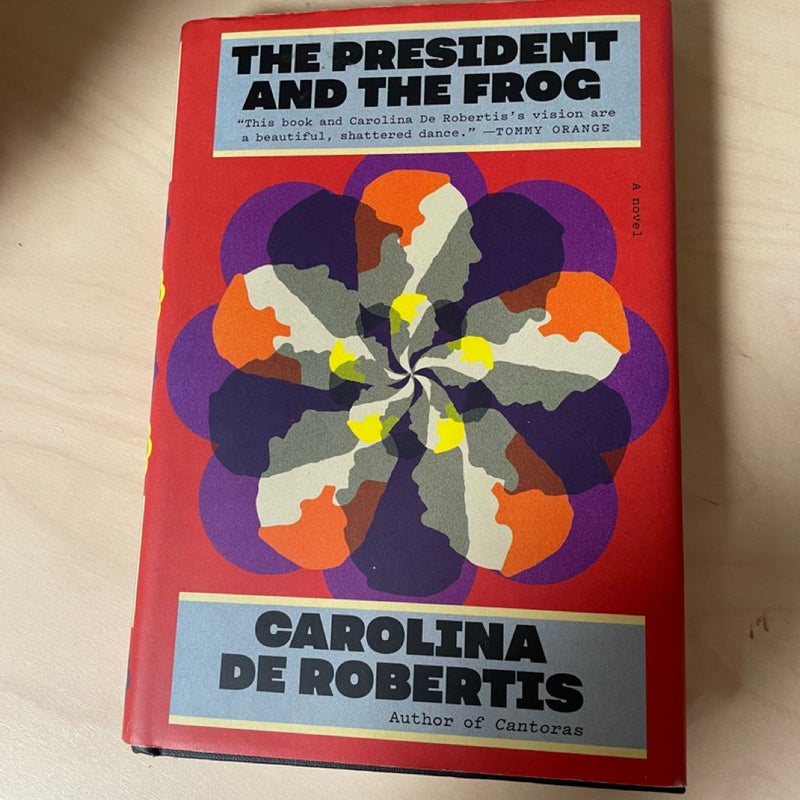 THE PRESIDENT
AND THE FROG
“This book and Carolina De Robertis’s vision are
a beautiful, shattered dance.” —TOMMY ORANGE
A novel
CAROLINA
DE ROBERTIS
Author of Cantoras